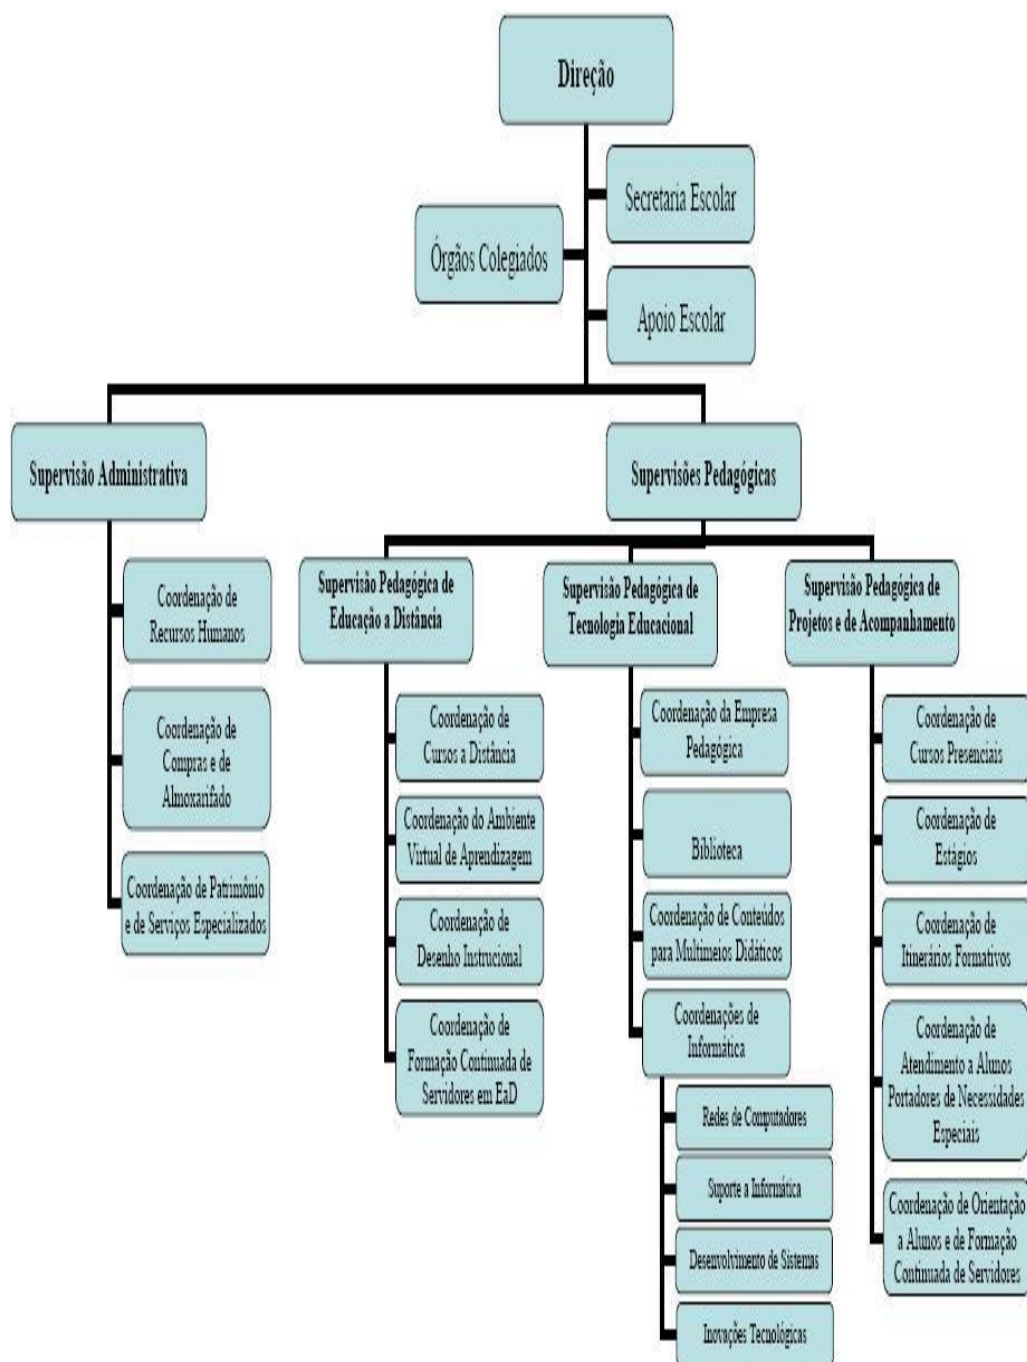 Direção
Secretaria Escolar
Órgãos Colegiados
Apoio Escolar
Supervisão Administrativa
Supervisões Pedagógicas
Coordenação de
Recursos Humanos
Coordenação de
Compras e de
Almoxarifado
Coordenação de Patrimônio
e de Serviços Especializados
Supervisão Pedagógica de
Educação a Distância
Coordenação de
Cursos a Distância
Coordenação do Ambiente
Virtual de Aprendizagem
Coordenação de
Desenho Instrucional
Coordenação de
Formação Continuada de
Servidores em EaD
Supervisão Pedagógica de
Tecnologia Educacional
Coordenação da Empresa
Pedagógica
Biblioteca
Coordenação de Conteúdos
para Multimeios Didáticos
Coordenações de
Informática
Redes de Computadores
Suporte a Informática
Desenvolvimento de Sistemas
Inovações Tecnológicas
Supervisão Pedagógica de
Projetos e de Acompanhamento
Coordenação de
Cursos Presenciais
Coordenação de
Estágios
Coordenação de
Itinerários Formativos
Coordenação de
Atendimento a Alunos
Portadores de Necessidades
Especiais
Coordenação de Orientação
a Alunos e de Formação
Continuada de Servidores